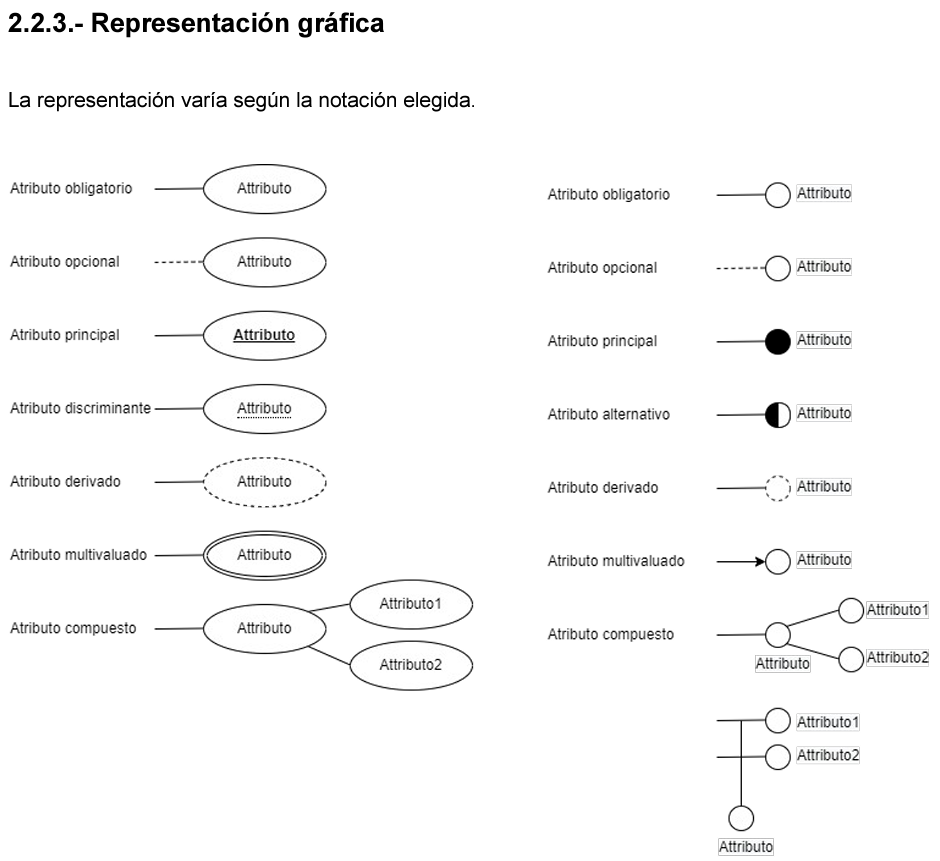 2.2.3.- Representación gráfica
La representación varía según la notación elegida.
Atributo obligatorio
Attributo
Atributo opcional
Attributo
Atributo principal
Attributo
Atributo discriminante
Attributo
Atributo derivado
Attributo
Atributo multivaluado
Attributo
Atributo compuesto
Attributo
Attributo1
Attributo2
Atributo obligatorio
Attributo
Atributo opcional
Attributo
Atributo principal
Attributo
Atributo alternativo
Attributo
Atributo derivado
Attributo
Atributo multivaluado
Attributo
Atributo compuesto
Attributo
Attributo1
Attributo2
Attributo1
Attributo2
Attributo